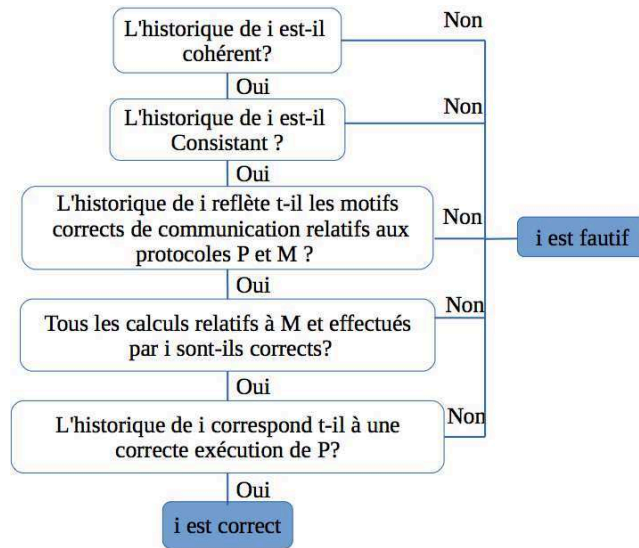 L'historique de i est-il
cohérent?
Non
Oui
L'historique de i est-il
Consistant ?
Non
Oui
L'historique de i reflète t-il les motifs
corrects de communication relatifs aux
protocoles P et M ?
Non
i est fautif
Oui
Tous les calculs relatifs à M et effectués
par i sont-ils corrects?
Non
Oui
L'historique de i correspond t-il à une
correcte exécution de P?
Non
Oui
i est correct